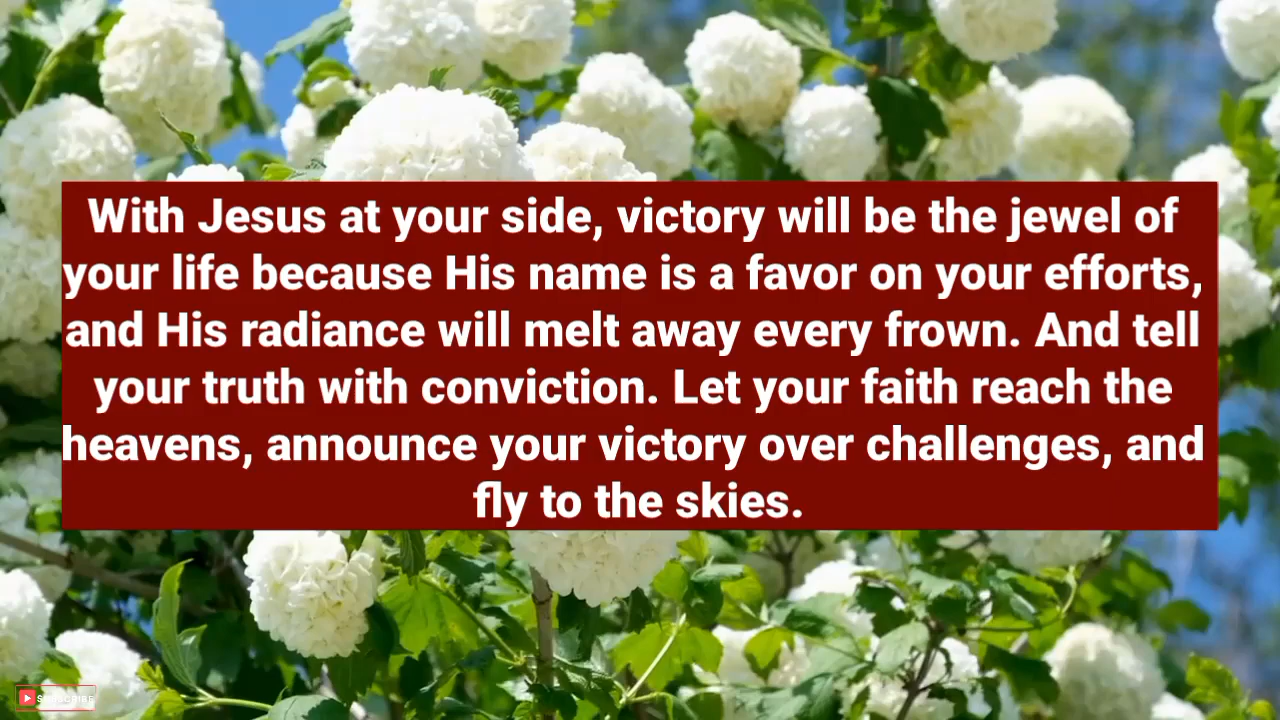 With Jesus at your side, victory will be the jewel of
your life because His name is a favor on your efforts,
and His radiance will melt away every frown. And tell
your truth with conviction. Let your faith reach the
heavens, announce your victory over challenges, and
fly to the skies.
SUBSCRIBE